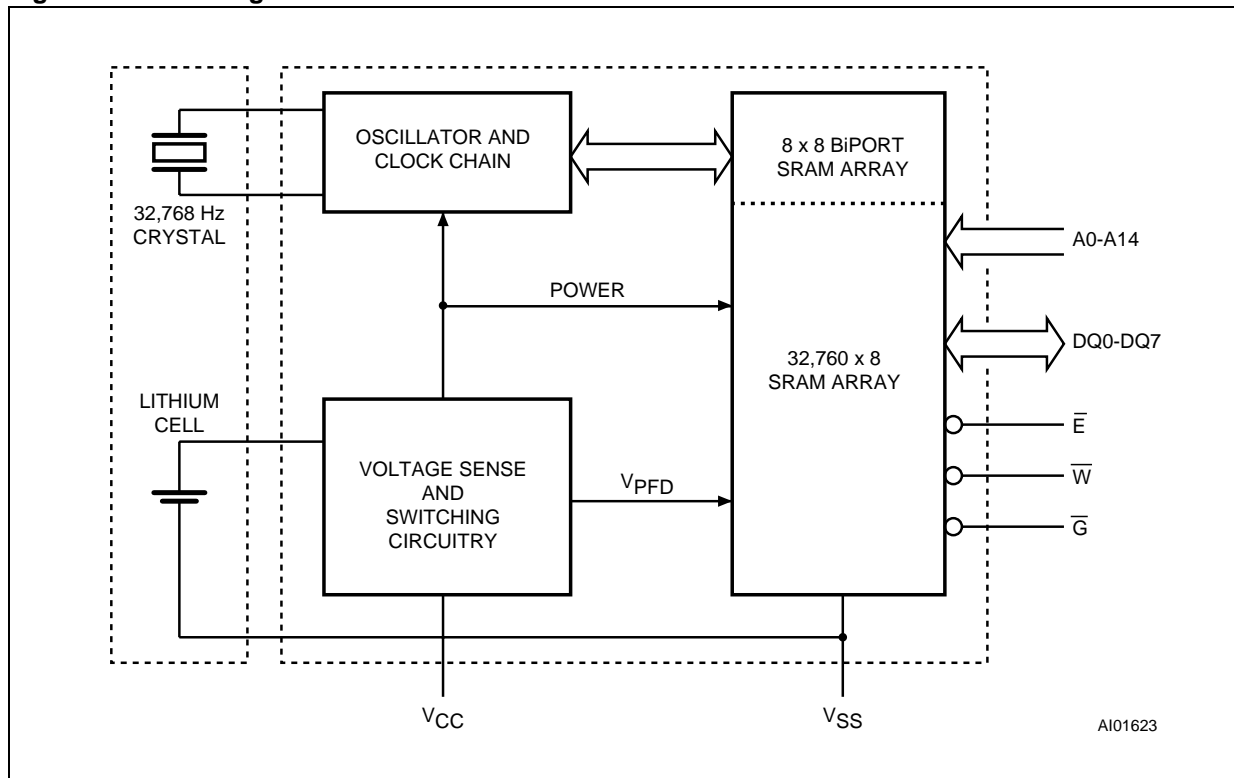 OSCILLATOR AND
CLOCK CHAIN
8 x 8 BiPORT
SRAM ARRAY
32,768 Hz
CRYSTAL
A0-A14
POWER
DQ0-DQ7
32,760 x 8
SRAM ARRAY
LITHIUM
CELL
E̅
VOLTAGE SENSE
AND
SWITCHING
CIRCUITRY
VPFD
W̅
G̅
VCC
VSS
AI01623